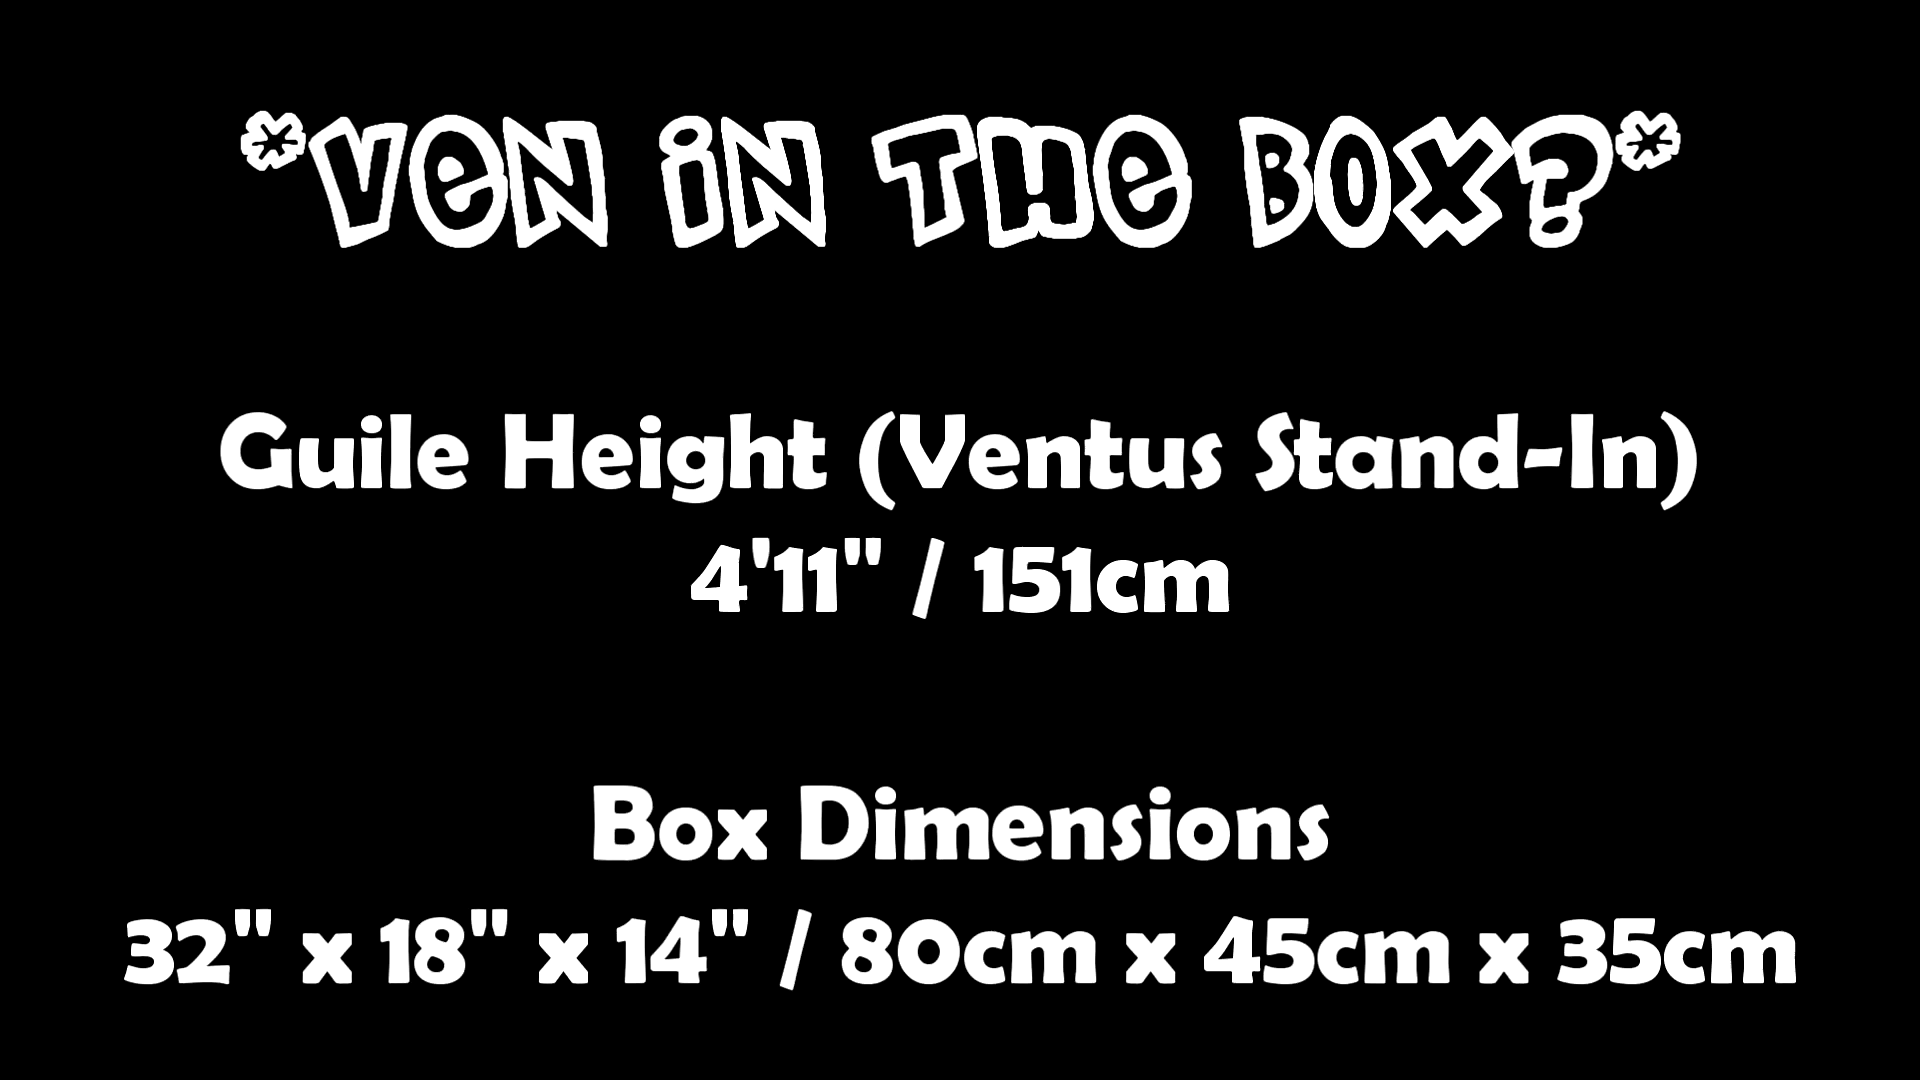 *VEN IN THE BOX?*
Guile Height (Ventus Stand-In)
4'11" / 151cm
Box Dimensions
32" x 18" x 14" / 80cm x 45cm x 35cm